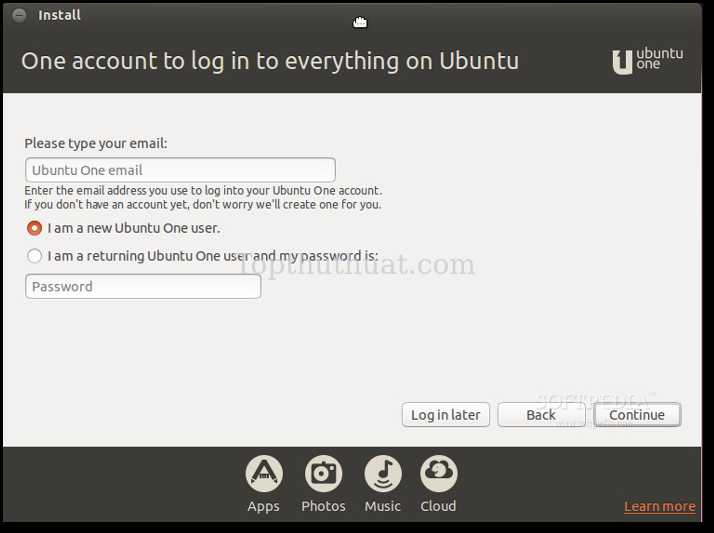 Install
One account to log in to everything on Ubuntu
ubuntu
one
Please type your email:
Ubuntu One email
Enter the email address you use to log into your Ubuntu One account.
If you don't have an account yet, don't worry we'll create one for you.
I am a new Ubuntu One user.
I am a returning Ubuntu One user and my password is:
Topthuthuat.com
Password
SOFTPEDIA
Log in later Back Continue
Apps Photos Music Cloud
Learn more